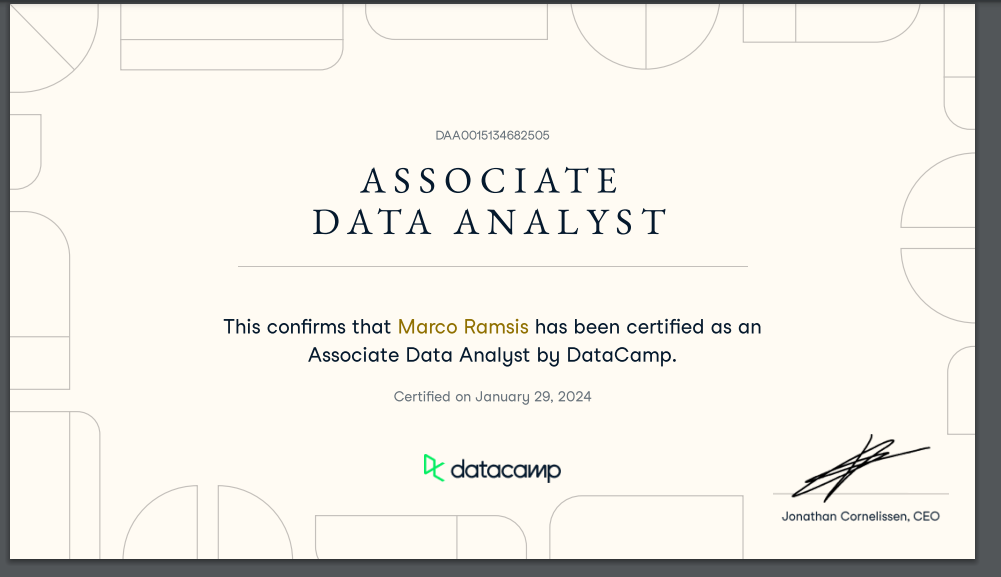 DAA0015134682505
ASSOCIATE
DATA ANALYST
This confirms that Marco Ramsis has been certified as an
Associate Data Analyst by DataCamp.
Certified on January 29, 2024
datacamp
Jonathan Cornelissen, CEO